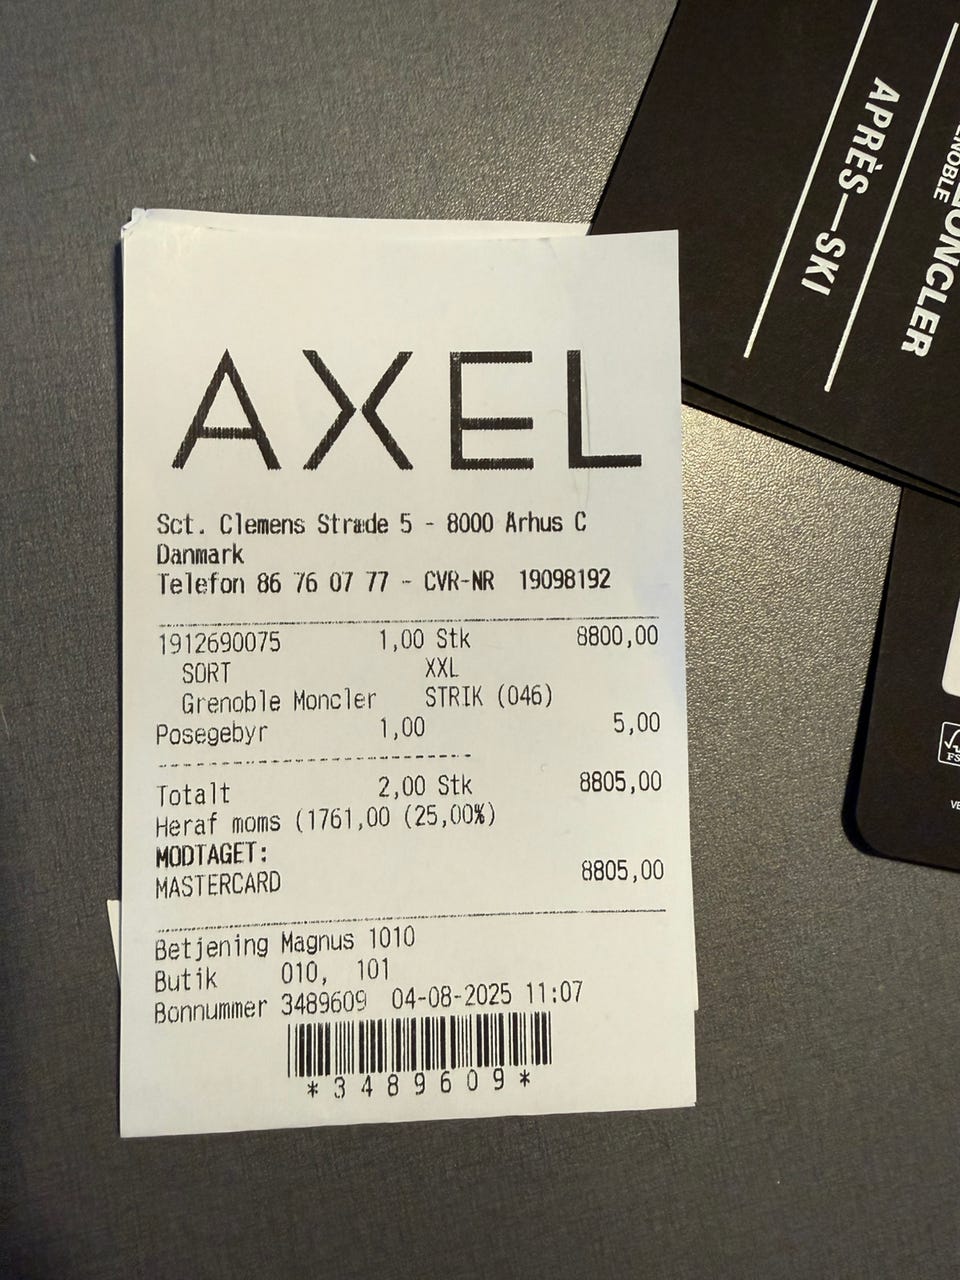 AXEL
Sct. Clemens Stræde 5 - 8000 Århus C
Danmark
Telefon 86 76 07 77 - CVR-NR 19098192
1912690075 1,00 Stk 8800,00
SORT XXL
Grenoble Moncler STRIK (046)
Posegebyr 1,00 5,00
Totalt 2,00 Stk 8805,00
Heraf moms (1761,00 (25,00%)
MODTAGET:
MASTERCARD 8805,00
Betjening Magnus 1010
Butik 010, 101
Bonnummer 3489609 04-08-2025 11:07
*3489609*
APRÈS—SKI